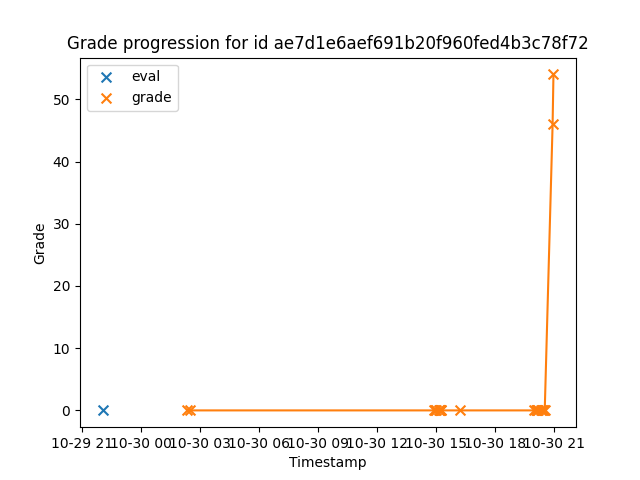 Grade progression for id ae7d1e6aef691b20f960fed4b3c78f72
eval
grade
50
40
30
20
10
0
Grade
10-29 21 10-30 00 10-30 03 10-30 06 10-30 09 10-30 12 10-30 15 10-30 18 10-30 21
Timestamp